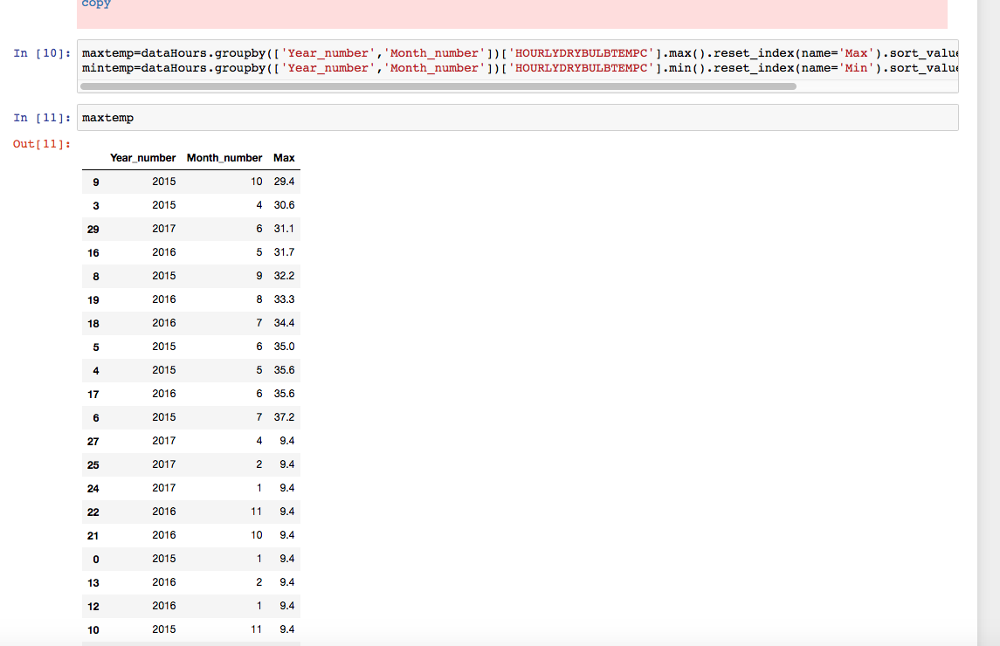 copy
In [10]: maxtemp=dataHours.groupby(['Year_number','Month_number'])['HOURLYDRYBULBTEMPC'].max().reset_index(name='Max').sort_value
mintemp=dataHours.groupby(['Year_number','Month_number'])['HOURLYDRYBULBTEMPC'].min().reset_index(name='Min').sort_value
In [11]: maxtemp
Out[11]:
Year_number Month_number Max
9 2015 10 29.4
3 2015 4 30.6
29 2017 6 31.1
16 2016 5 31.7
8 2015 9 32.2
19 2016 8 33.3
18 2016 7 34.4
5 2015 6 35.0
4 2015 5 35.6
17 2016 6 35.6
6 2015 7 37.2
27 2017 4 9.4
25 2017 2 9.4
24 2017 1 9.4
22 2016 11 9.4
21 2016 10 9.4
0 2015 1 9.4
13 2016 2 9.4
12 2016 1 9.4
10 2015 11 9.4